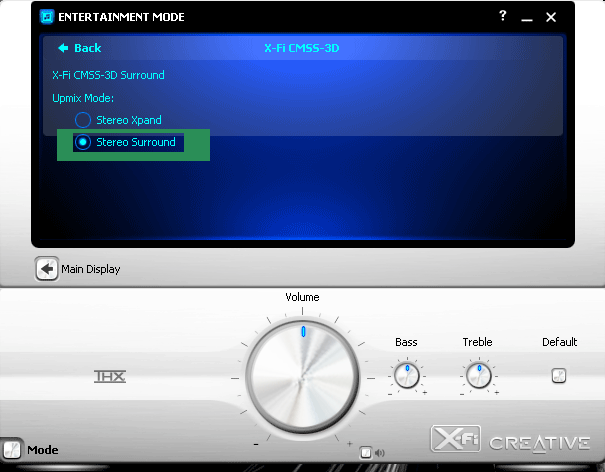 ENTERTAINMENT MODE
?
Back
X-Fi CMSS-3D
X-Fi CMSS-3D Surround
Upmix Mode:
Stereo Xpand
Stereo Surround
Main Display
Volume
Bass
Treble
Default
THX
- +
- +
- +
Mode
X-Fi CREATIVE